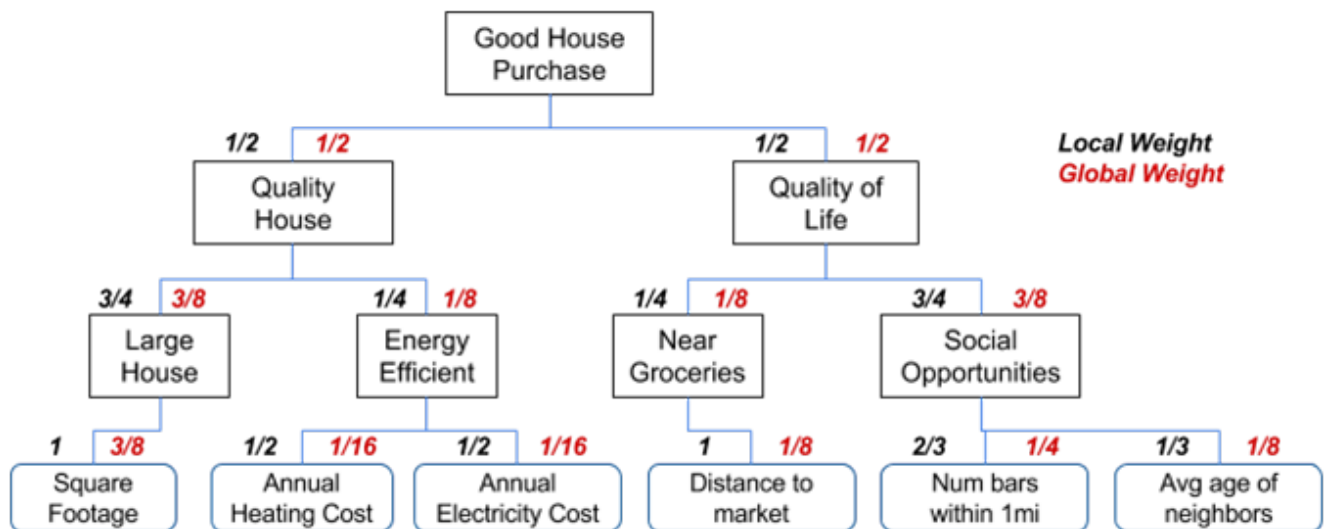 Good House
Purchase
1/2 1/2 1/2 1/2
Local Weight
Global Weight
Quality
House
Quality of
Life
3/4 3/8 1/4 1/8 1/4 1/8 3/4 3/8
Large
House
Energy
Efficient
Near
Groceries
Social
Opportunities
1 3/8 1/2 1/16 1/2 1/16 1 1/8 2/3 1/4 1/3 1/8
Square
Footage
Annual
Heating Cost
Annual
Electricity Cost
Distance to
market
Num bars
within 1mi
Avg age of
neighbors